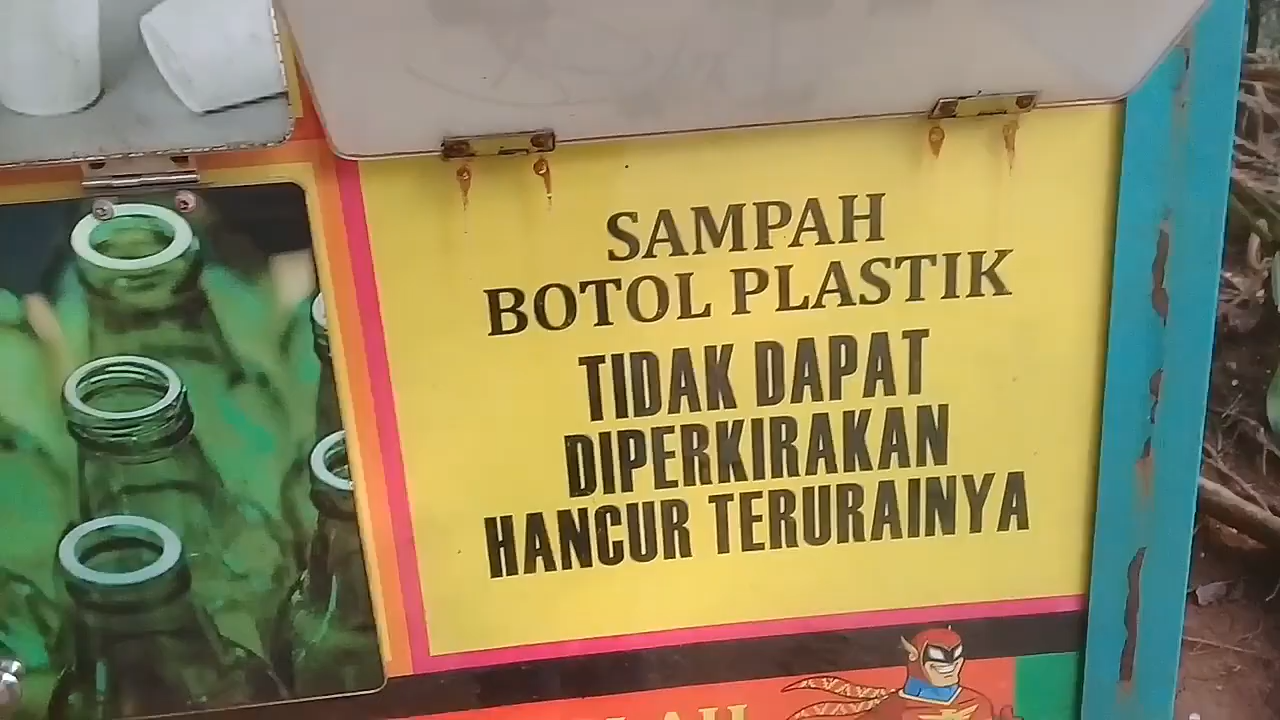 SAMPAH
BOTOL PLASTIK
TIDAK DAPAT
DIPERKIRAKAN
HANCUR TERURAINYA